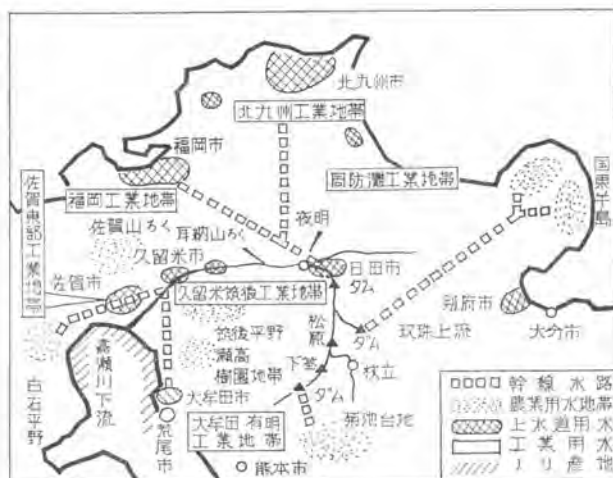 北九州市
北九州工業地帯
福岡市
福岡工業地帯
周防灘工業地帯
国東半島
佐賀東部工業地帯
佐賀山ろく
耳納山ろく
夜明
久留米市
日田市
ダム
佐賀市
久留米筑後工業地帯
別府市
大分市
松原
筑後平野
ダム
玖珠上流
瀬高
樹園地帯
下筌
杖立
嘉瀬川下流
白石平野
大牟田市
ダム
菊池台地
荒尾市
大牟田有明
工業地帯
熊本市
幹線水路
農業用水地帯
上水道用水
工業用水
ノリ産地